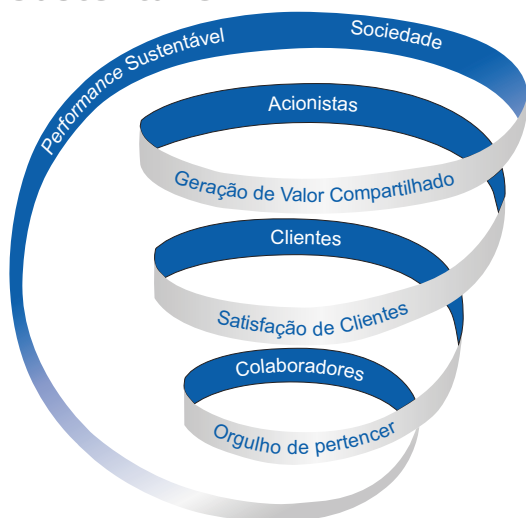 Performance Sustentável
Sociedade
Acionistas
Geração de Valor Compartilhado
Clientes
Satisfação de Clientes
Colaboradores
Orgulho de pertencer